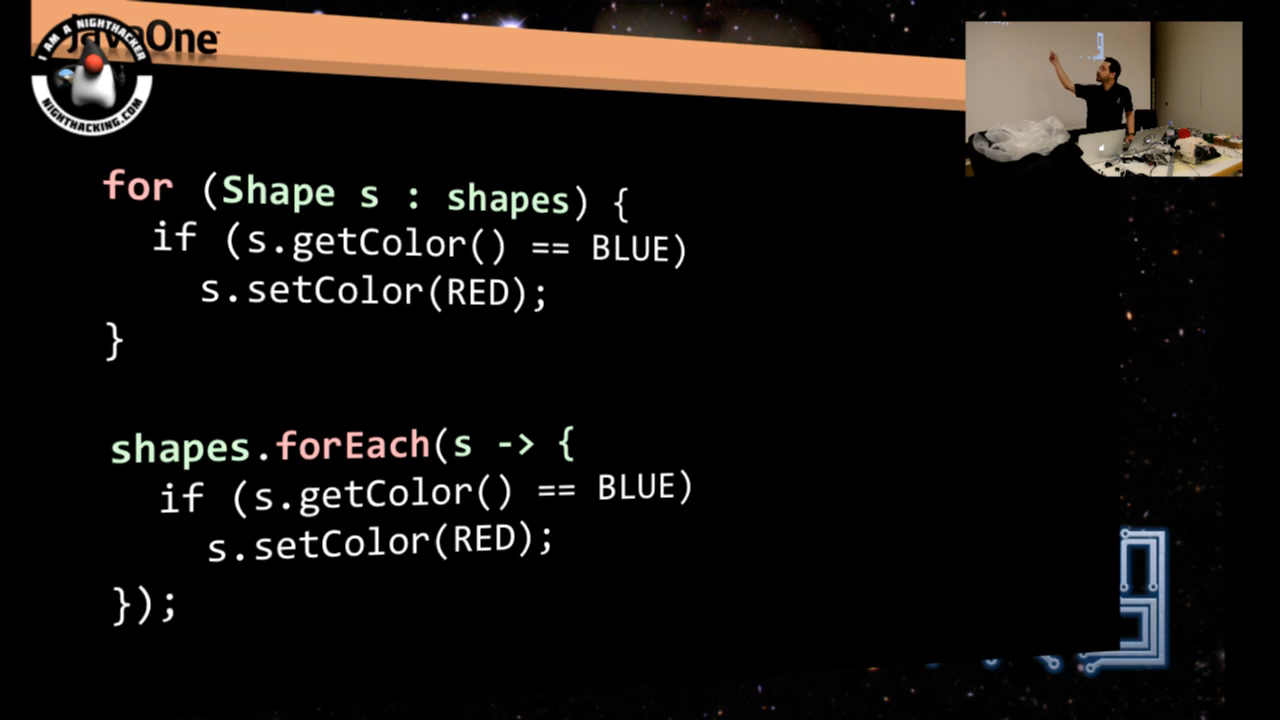 JavaOne
I AM A NIGHTHACKER
NIGHTHACKING.COM
for (Shape s : shapes) {
if (s.getColor() == BLUE)
s.setColor(RED);
}
shapes.forEach(s -> {
if (s.getColor() == BLUE)
s.setColor(RED);
});